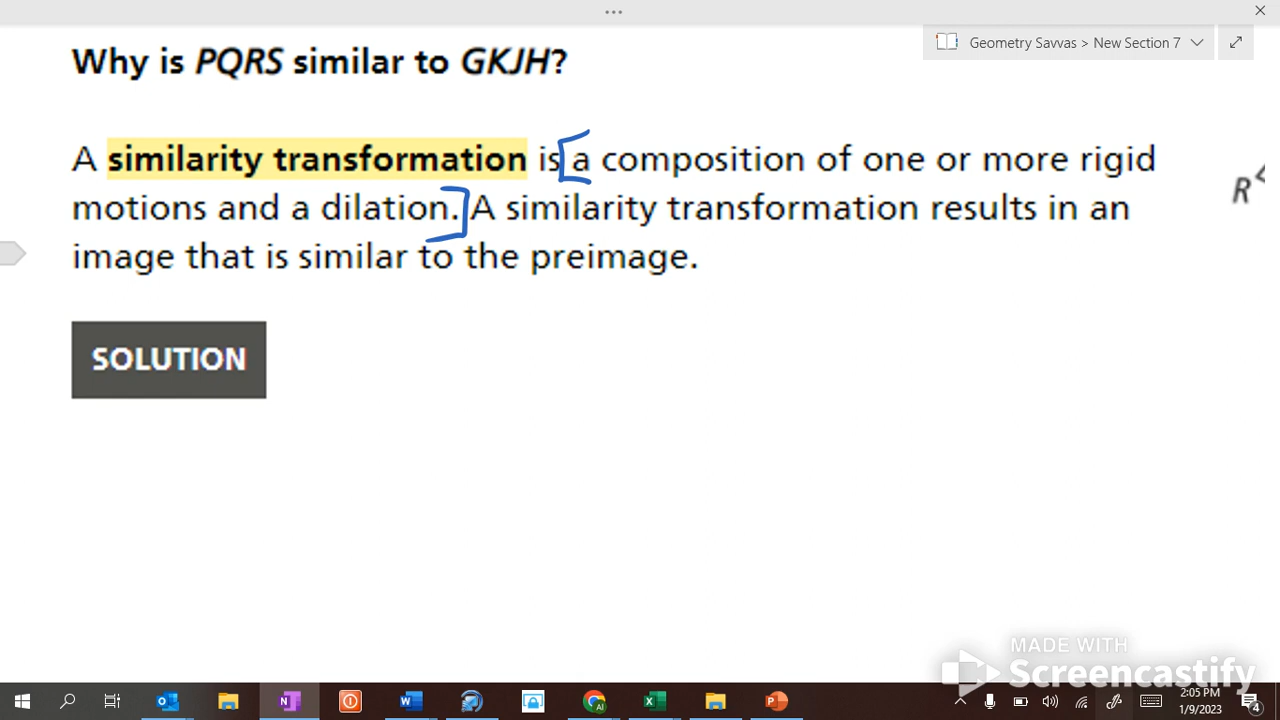 Geometry Savvas > New Section 7
Why is PQRS similar to GKJH?
A similarity transformation is a composition of one or more rigid
motions and a dilation. A similarity transformation results in an
image that is similar to the preimage.
R
SOLUTION
MADE WITH
Screencastify
2:05 PM
1/9/2023
4